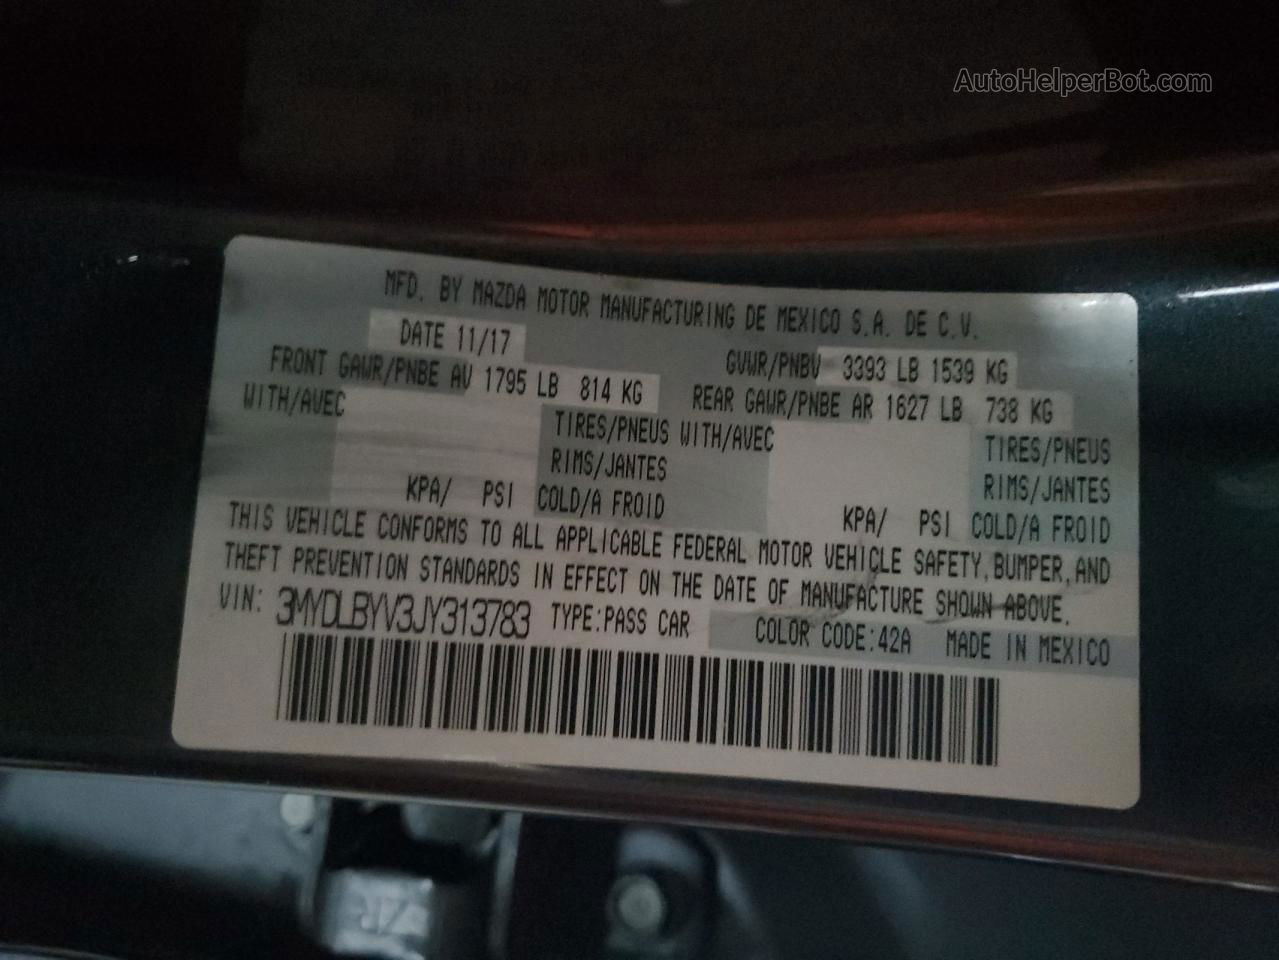 AutoHelperBot.com
MFD. BY MAZDA MOTOR MANUFACTURING DE MEXICO S.A. DE C.V.
DATE 11/17 GVWR/PNBV 3393 LB 1539 KG
FRONT GAWR/PNBE AV 1795 LB 814 KG REAR GAWR/PNBE AR 1627 LB 738 KG
WITH/AVEC TIRES/PNEUS WITH/AVEC TIRES/PNEUS
RIMS/JANTES RIMS/JANTES
KPA/ PSI COLD/A FROID KPA/ PSI COLD/A FROID
THIS VEHICLE CONFORMS TO ALL APPLICABLE FEDERAL MOTOR VEHICLE SAFETY, BUMPER, AND
THEFT PREVENTION STANDARDS IN EFFECT ON THE DATE OF MANUFACTURE SHOWN ABOVE.
VIN: 3MYDLBYV3JY313783 TYPE:PASS CAR COLOR CODE:42A MADE IN MEXICO